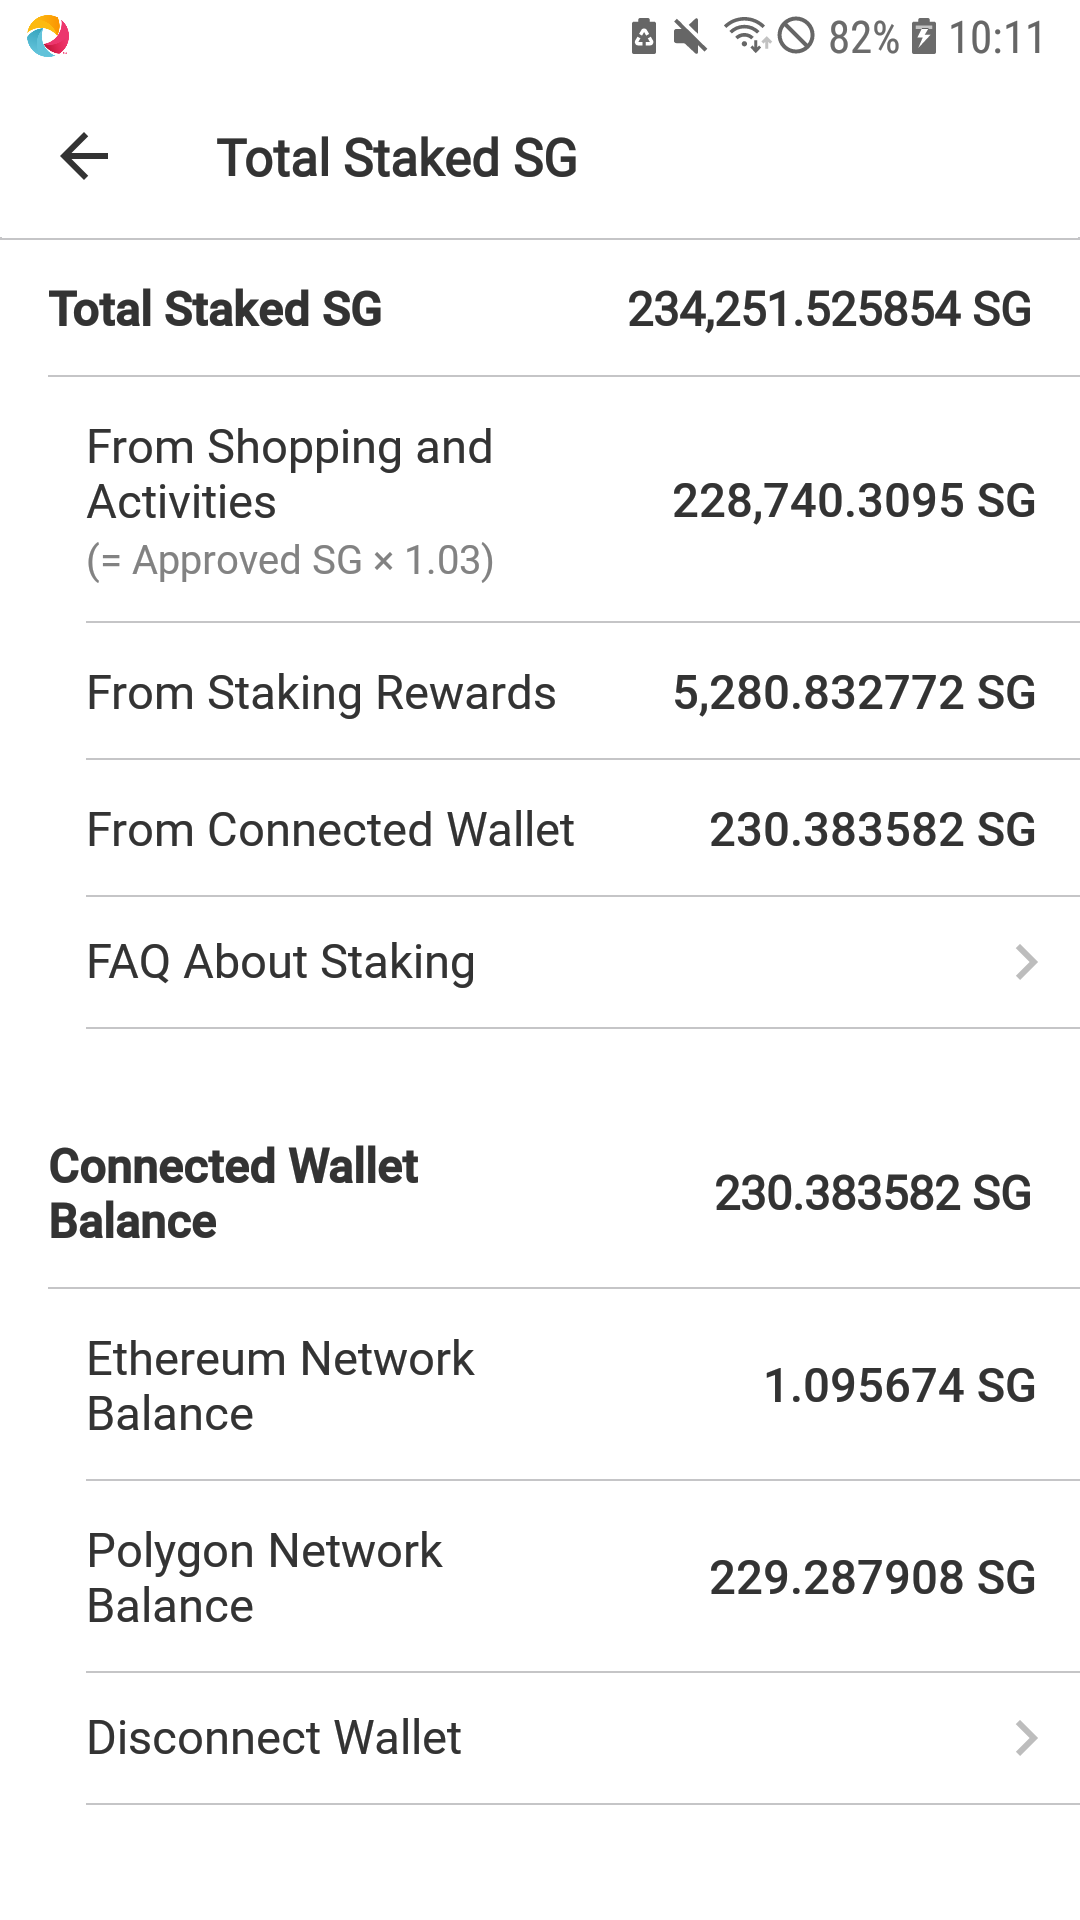 82% 10:11
Total Staked SG
Total Staked SG 234,251.525854 SG
From Shopping and
Activities
228,740.3095 SG
(= Approved SG × 1.03)
From Staking Rewards 5,280.832772 SG
From Connected Wallet 230.383582 SG
FAQ About Staking
Connected Wallet
Balance
230.383582 SG
Ethereum Network
Balance
1.095674 SG
Polygon Network
Balance
229.287908 SG
Disconnect Wallet